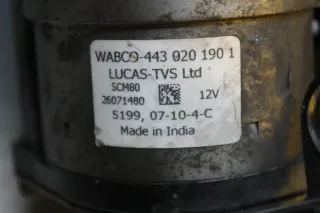 WABCO-443 020 190 1
LUCAS-TVS Ltd
SCM80
26071480 12V
5199, 07-10-4-C
Made in India